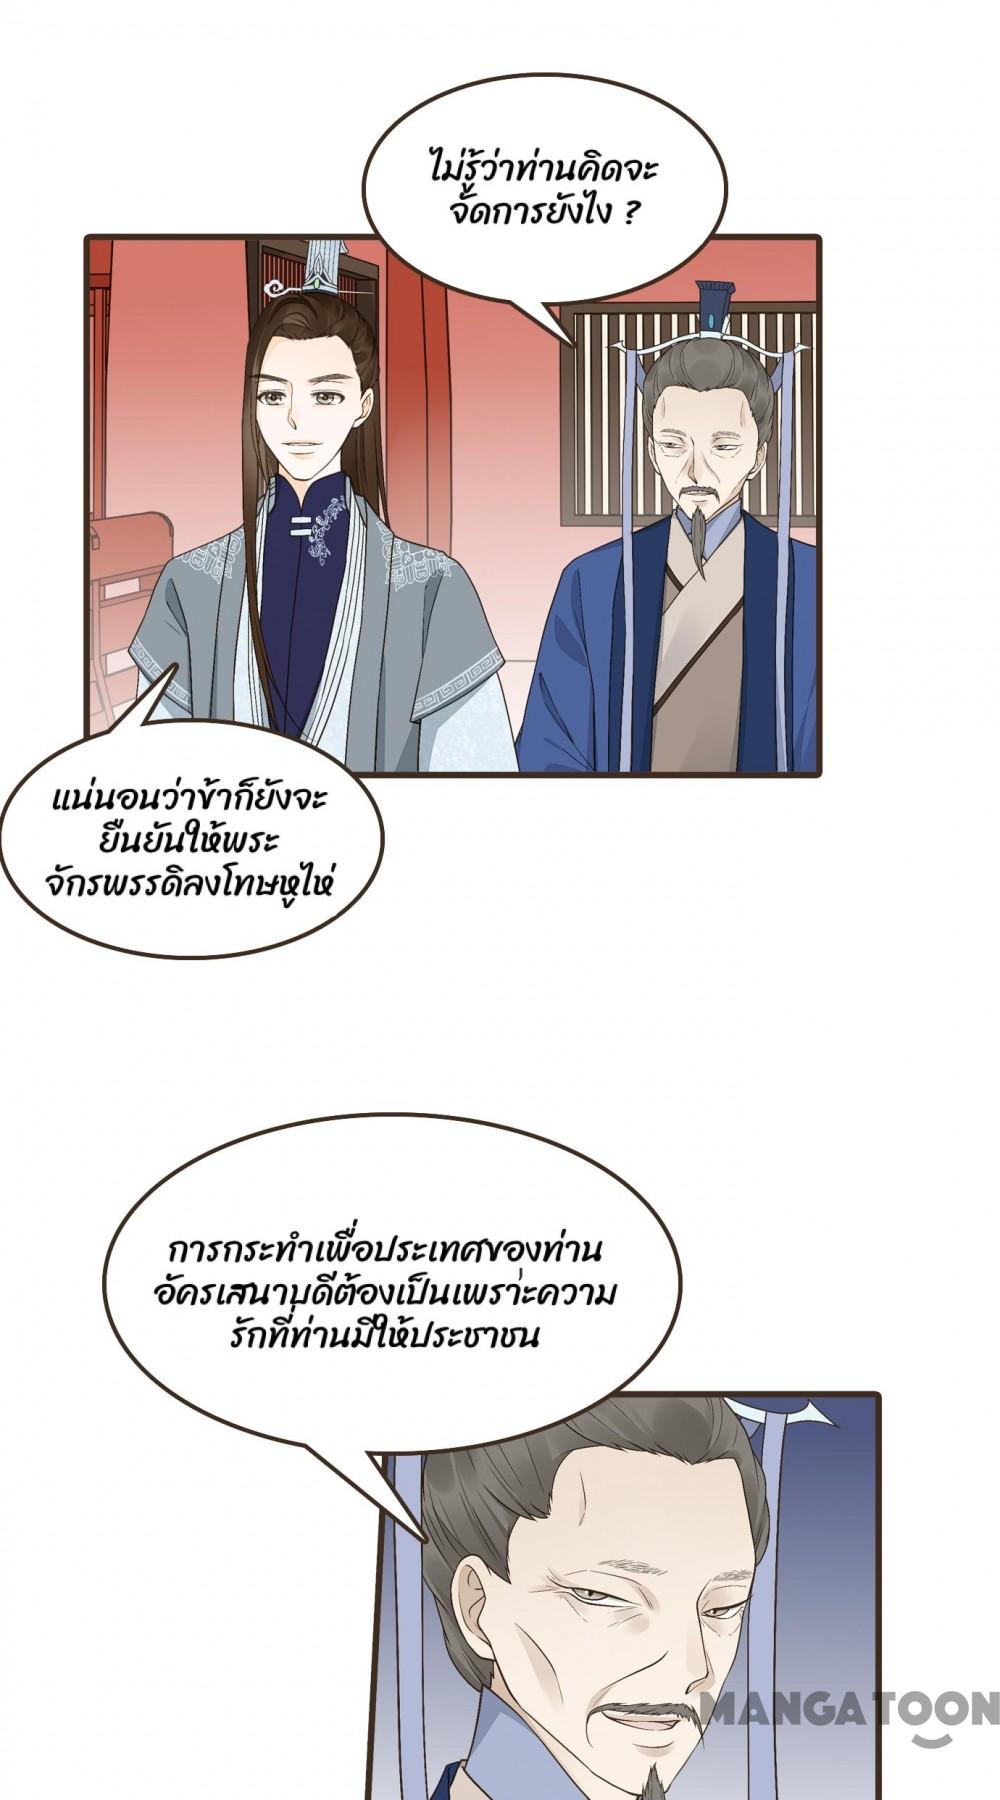 ไม่รู้ว่าท่านคิดจะ
จัดการยังไง ?
แน่นอนว่าข้าก็ยังจะ
ยืนยันให้พระ
จักรพรรดิลงโทษหูไห่
การกระทำเพื่อประเทศของท่าน
อัครเสนาบดีต้องเป็นเพราะความ
รักที่ท่านมีให้ประชาชน
MANGATOON